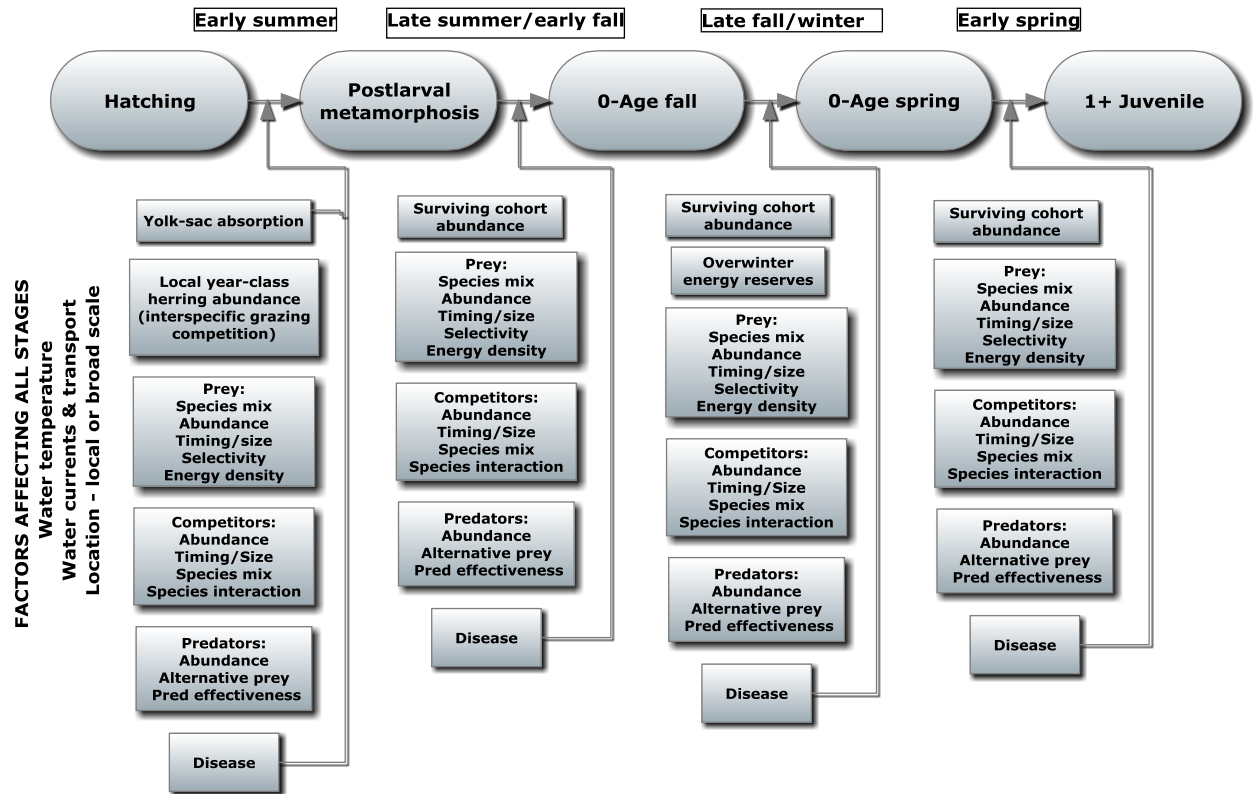 Early summer
Late summer/early fall
Late fall/winter
Early spring
Hatching
Postlarval
metamorphosis
0-Age fall
0-Age spring
1+ Juvenile
FACTORS AFFECTING ALL STAGES
Water temperature
Water currents & transport
Location - local or broad scale
Yolk-sac absorption
Local year-class
herring abundance
(interspecific grazing
competition)
Prey:
Species mix
Abundance
Timing/size
Selectivity
Energy density
Competitors:
Abundance
Timing/Size
Species mix
Species interaction
Predators:
Abundance
Alternative prey
Pred effectiveness
Disease
Surviving cohort
abundance
Prey:
Species mix
Abundance
Timing/size
Selectivity
Energy density
Competitors:
Abundance
Timing/Size
Species mix
Species interaction
Predators:
Abundance
Alternative prey
Pred effectiveness
Disease
Surviving cohort
abundance
Overwinter
energy reserves
Prey:
Species mix
Abundance
Timing/size
Selectivity
Energy density
Competitors:
Abundance
Timing/Size
Species mix
Species interaction
Predators:
Abundance
Alternative prey
Pred effectiveness
Disease
Surviving cohort
abundance
Prey:
Species mix
Abundance
Timing/size
Selectivity
Energy density
Competitors:
Abundance
Timing/Size
Species mix
Species interaction
Predators:
Abundance
Alternative prey
Pred effectiveness
Disease